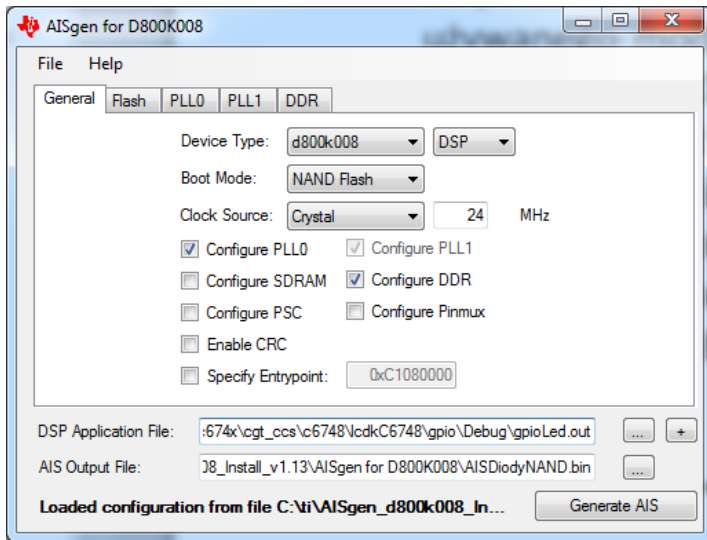 AISgen for D800K008
File Help
General Flash PLL0 PLL1 DDR
Device Type: d800k008 DSP
Boot Mode: NAND Flash
Clock Source: Crystal 24 MHz
Configure PLL0 Configure PLL1
Configure SDRAM Configure DDR
Configure PSC Configure Pinmux
Enable CRC
Specify Entrypoint: 0xC1080000
DSP Application File: :674x\cgt_ccs\c6748\lcdkC6748\gpio\Debug\gpioLed.out ... +
AIS Output File: 08_Install_v1.13\AISgen for D800K008\AISDiodyNAND.bin ...
Loaded configuration from file C:\ti\AISgen_d800k008_In... Generate AIS